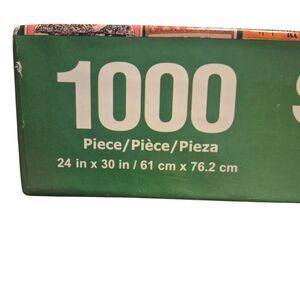 1000
Piece/Pièce/Pieza
24 in x 30 in / 61 cm x 76.2 cm